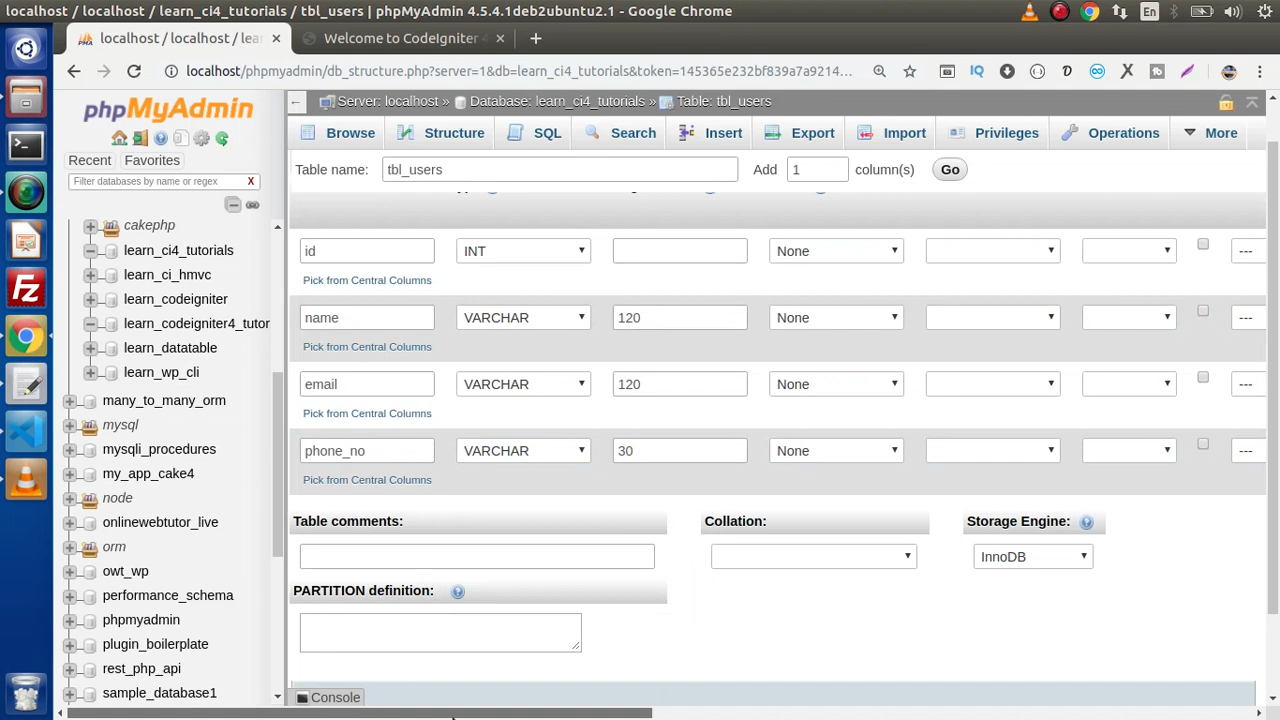 localhost / localhost / learn_ci4_tutorials / tbl_users | phpMyAdmin 4.5.4.1deb2ubuntu2.1 - Google Chrome
En
PMA
localhost / localhost / lea
Welcome to CodeIgniter 4
localhost/phpmyadmin/db_structure.php?server=1&db=learn_ci4_tutorials&token=145365e232bf839a7a9214...
IQ
phpMyAdmin
Recent
Favorites
Filter databases by name or regex
X
cakephp
learn_ci4_tutorials
learn_ci_hmvc
learn_codeigniter
learn_codeigniter4_tutor
learn_datatable
learn_wp_cli
many_to_many_orm
mysql
mysqli_procedures
my_app_cake4
node
onlinewebtutor_live
orm
owt_wp
performance_schema
phpmyadmin
plugin_boilerplate
rest_php_api
sample_database1
Server: localhost » Database: learn_ci4_tutorials » Table: tbl_users
Browse
Structure
SQL
Search
Insert
Export
Import
Privileges
Operations
More
Table name:
tbl_users
Add
1
column(s)
Go
id
INT
None
---
Pick from Central Columns
name
VARCHAR
120
None
---
Pick from Central Columns
email
VARCHAR
120
None
---
Pick from Central Columns
phone_no
VARCHAR
30
None
---
Pick from Central Columns
Table comments:
Collation:
Storage Engine:
InnoDB
PARTITION definition:
Console